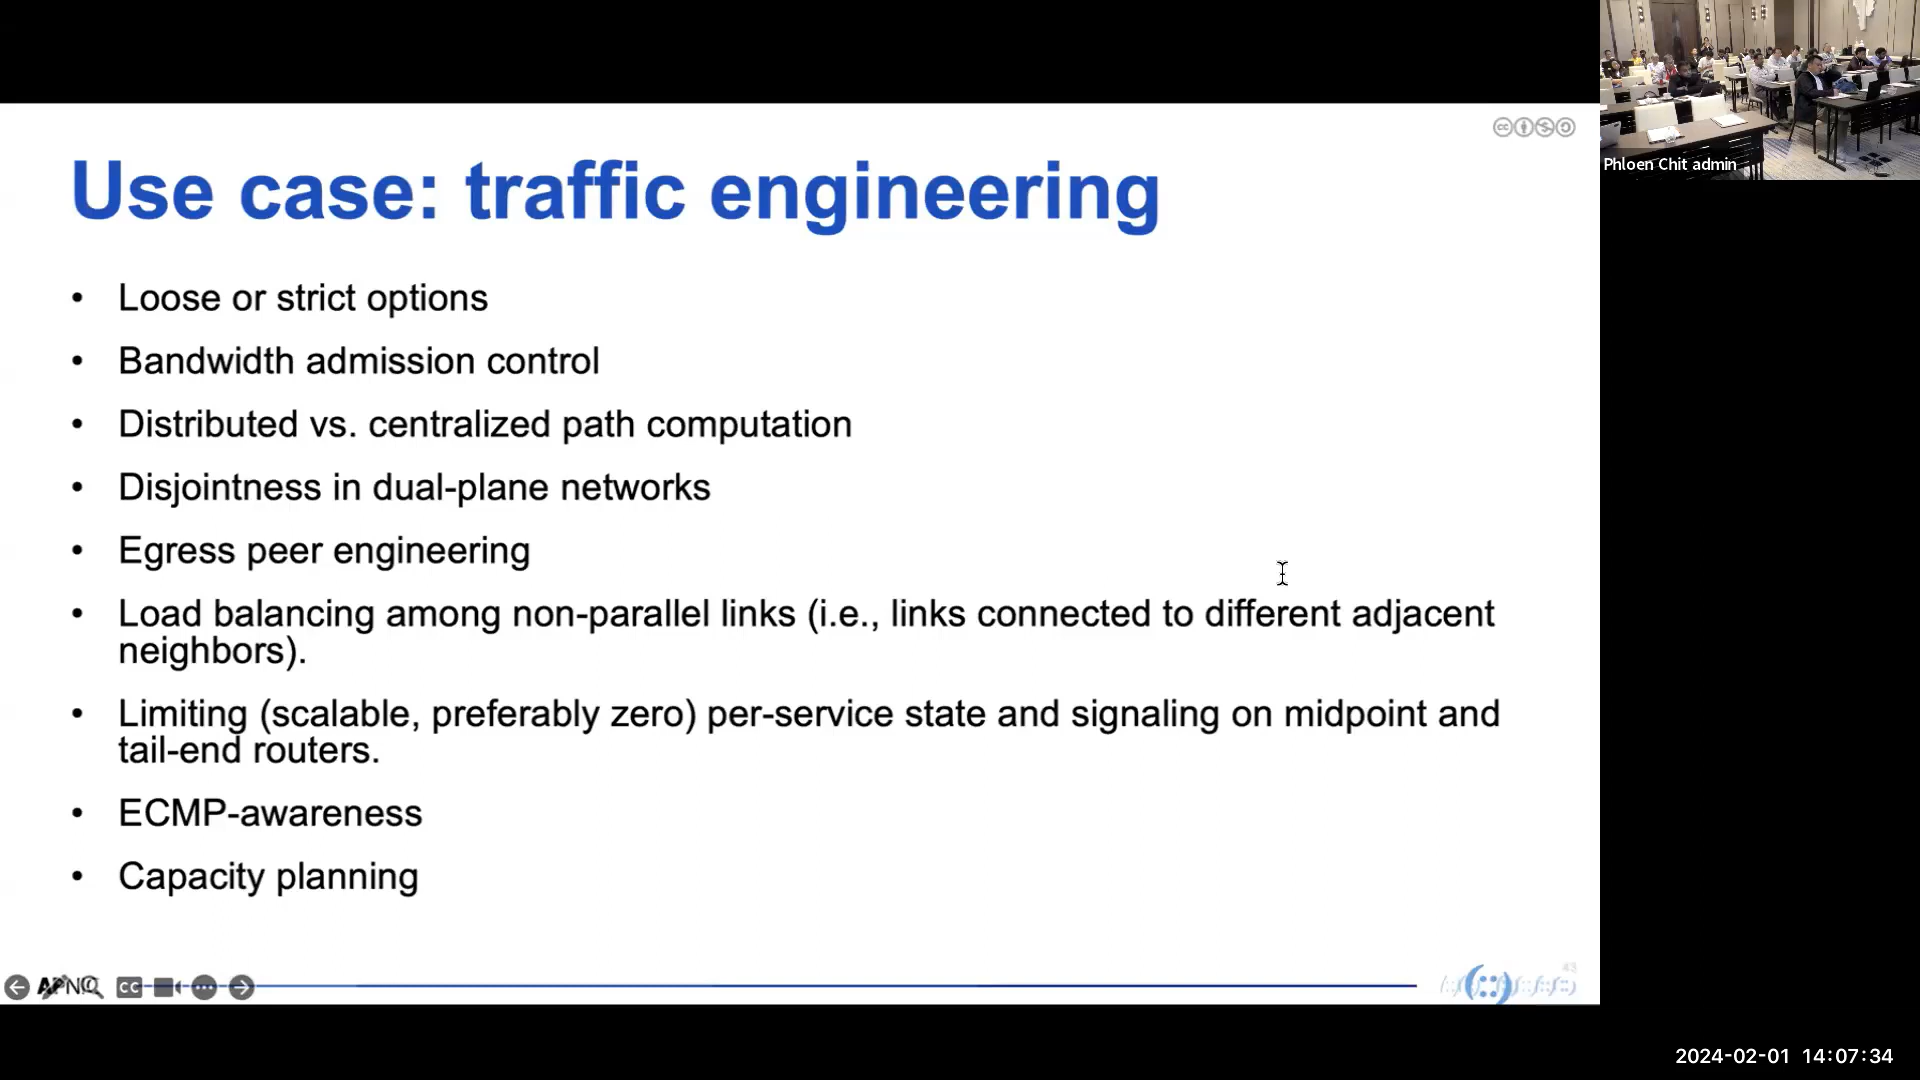 Phloen Chit admin
Use case: traffic engineering
• Loose or strict options
• Bandwidth admission control
• Distributed vs. centralized path computation
• Disjointness in dual-plane networks
• Egress peer engineering
• Load balancing among non-parallel links (i.e., links connected to different adjacent
neighbors).
• Limiting (scalable, preferably zero) per-service state and signaling on midpoint and
tail-end routers.
• ECMP-awareness
• Capacity planning
CC
43
2024-02-01 14:07:34